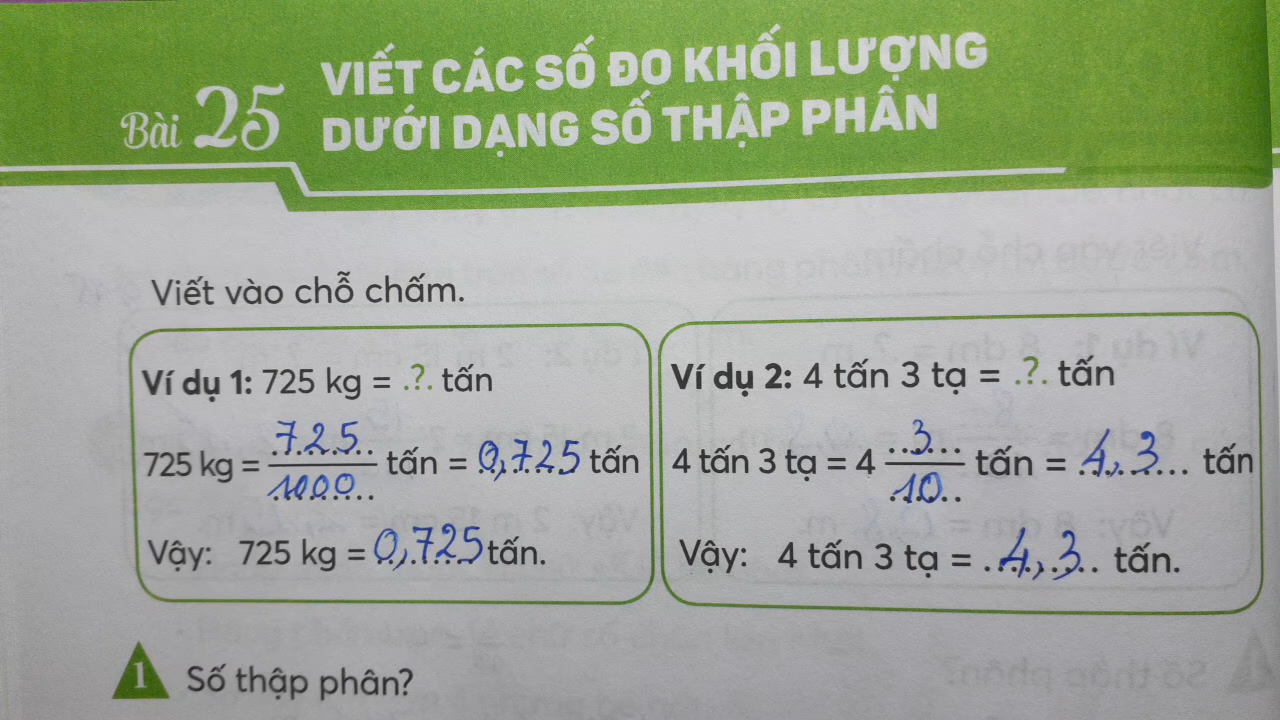 Bài 25
VIẾT CÁC SỐ ĐO KHỐI LƯỢNG
DƯỚI DẠNG SỐ THẬP PHÂN
Viết vào chỗ chấm.
Ví dụ 1: 725 kg = .?. tấn
725 kg = 725/1000 tấn = 0,725 tấn
Vậy: 725 kg = 0,725 tấn.
Ví dụ 2: 4 tấn 3 tạ = .?. tấn
4 tấn 3 tạ = 4 3/10 tấn = 4,3 tấn
Vậy: 4 tấn 3 tạ = 4,3 tấn.
1 Số thập phân?